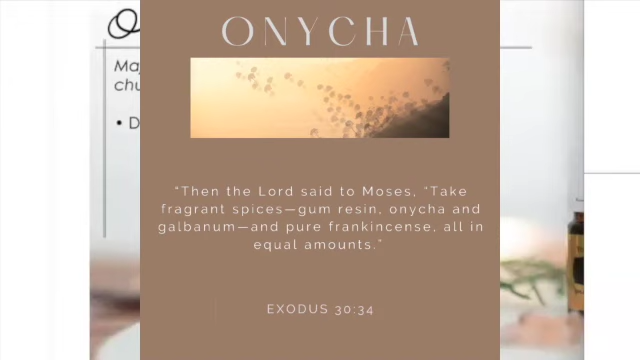 ONYCHA
"Then the Lord said to Moses, "Take
fragrant spices—gum resin, onycha and
galbanum—and pure frankincense, all in
equal amounts."
EXODUS 30:34